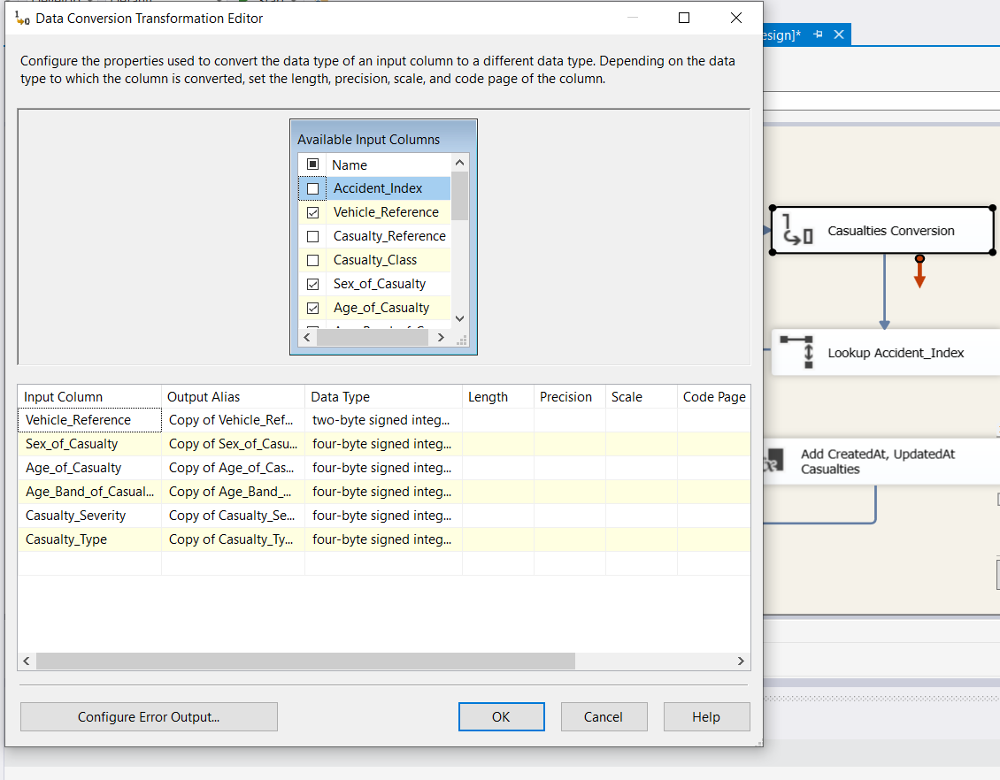 Data Conversion Transformation Editor
esign]*
Configure the properties used to convert the data type of an input column to a different data type. Depending on the data
type to which the column is converted, set the length, precision, scale, and code page of the column.
Available Input Columns
Name
Accident_Index
Vehicle_Reference
Casualty_Reference
Casualty_Class
Sex_of_Casualty
Age_of_Casualty
Casualties Conversion
Lookup Accident_Index
Add CreatedAt, UpdatedAt
Casualties
Input Column Output Alias Data Type Length Precision Scale Code Page
Vehicle_Reference Copy of Vehicle_Ref... two-byte signed integ...
Sex_of_Casualty Copy of Sex_of_Casu... four-byte signed integ...
Age_of_Casualty Copy of Age_of_Cas... four-byte signed integ...
Age_Band_of_Casual... Copy of Age_Band_... four-byte signed integ...
Casualty_Severity Copy of Casualty_Se... four-byte signed integ...
Casualty_Type Copy of Casualty_Ty... four-byte signed integ...
Configure Error Output... OK Cancel Help